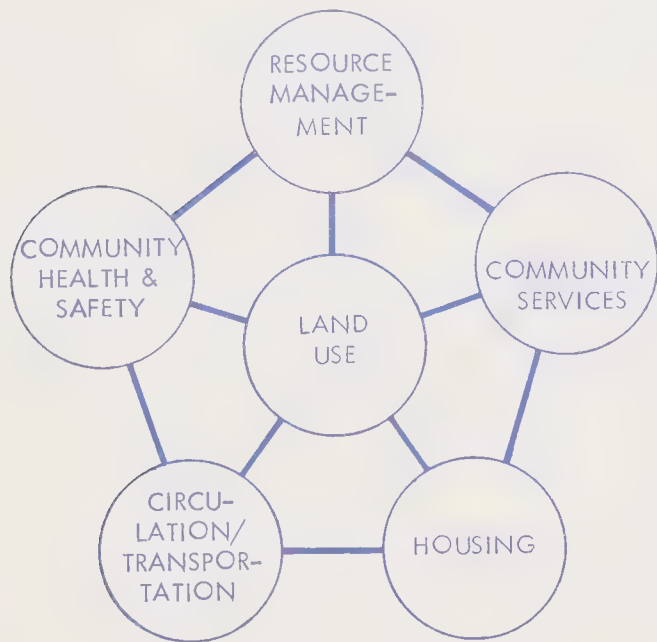 RESOURCE
MANAGE-
MENT
COMMUNITY
HEALTH &
SAFETY
COMMUNITY
SERVICES
LAND
USE
CIRCU-
LATION/
TRANSPOR-
TATION
HOUSING